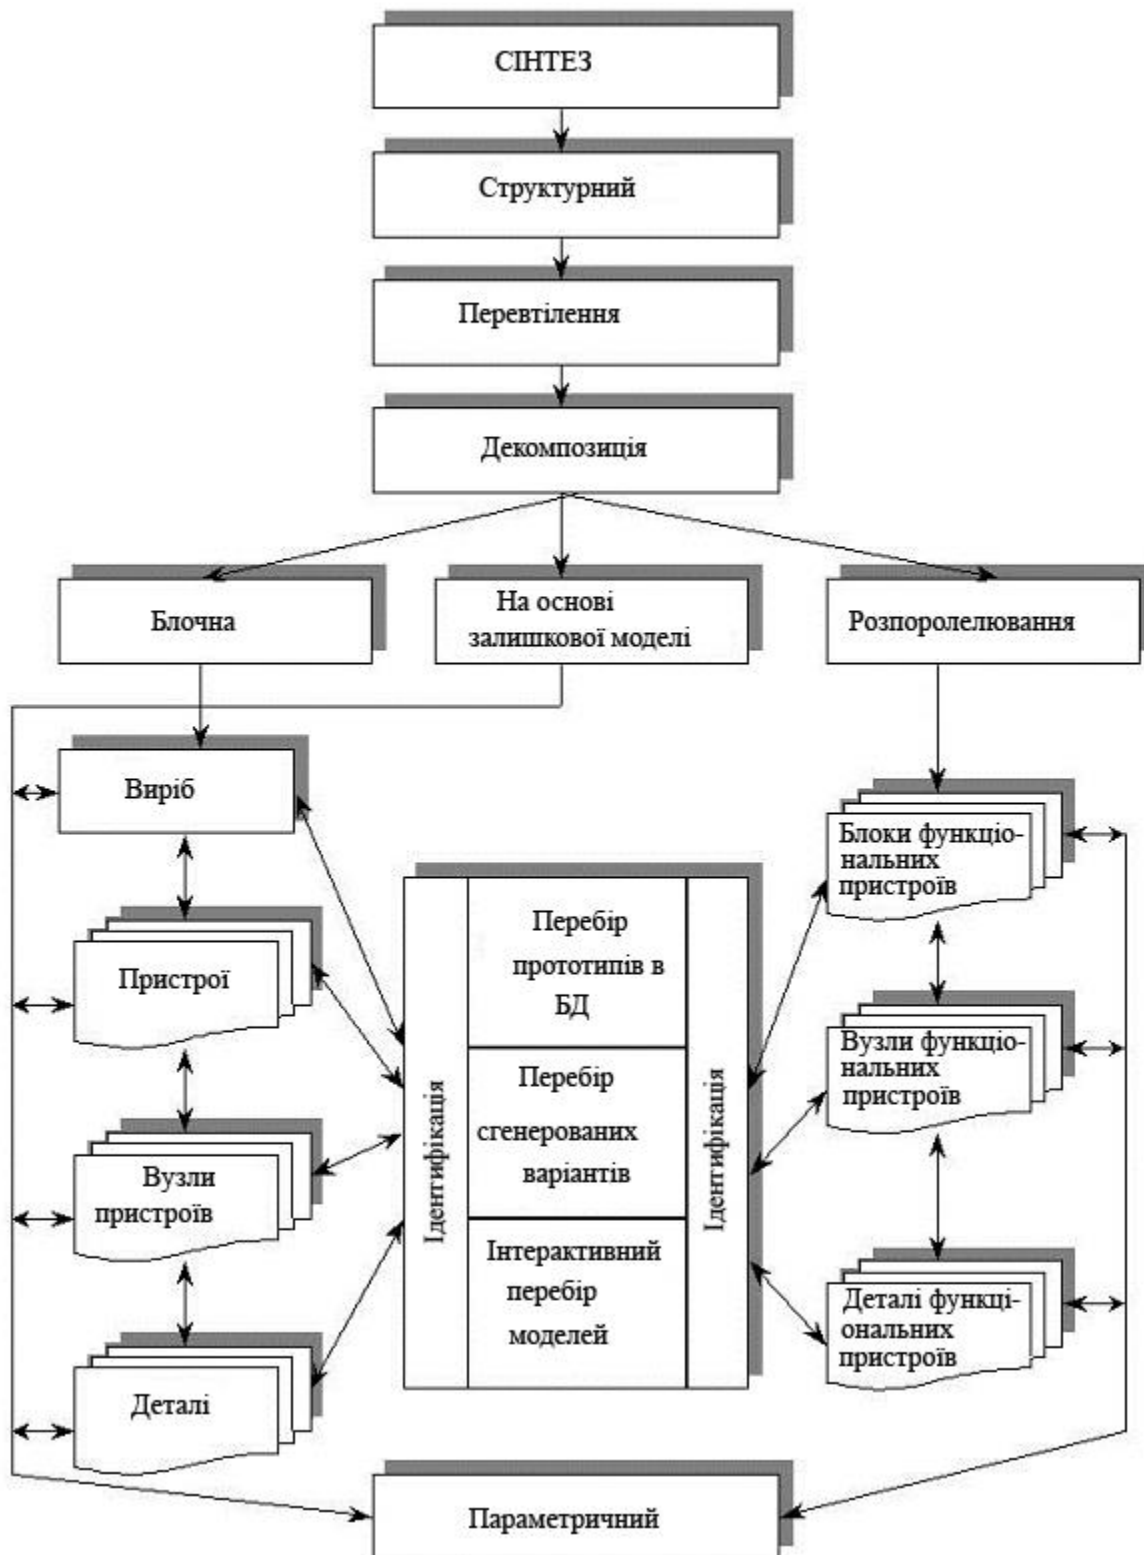 СІНТЕЗ
Структурний
Перевтілення
Декомпозиція
Блочна
На основі
залишкової моделі
Розпоролелювання
Виріб
Пристрої
Вузли
пристроїв
Деталі
Ідентифікація
Перебір
прототипів в
БД
Перебір
сгенерованих
варіантів
Інтерактивний
перебір
моделей
Ідентифікація
Блоки функціо-
нальних
пристроїв
Вузли функціо-
нальних
пристроїв
Деталі функці-
ональних
пристроїв
Параметричний